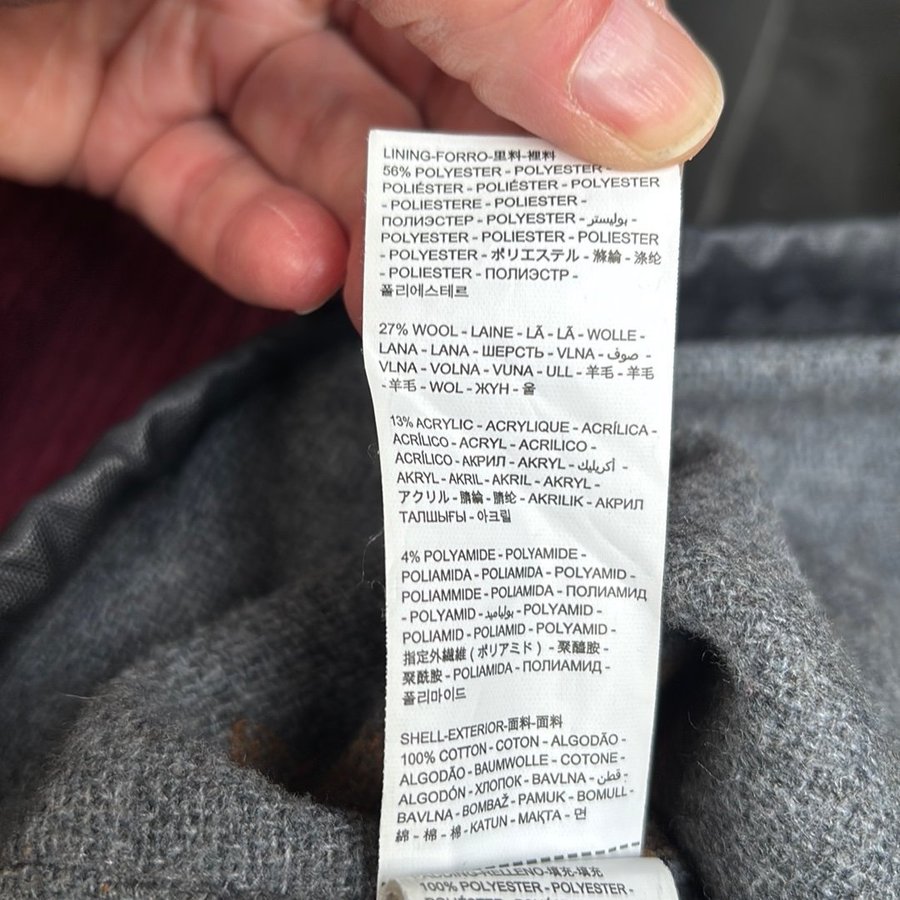 LINING-FORRO-里料-裡料
56% POLYESTER - POLYESTER -
POLIÉSTER - POLIÉSTER - POLYESTER
- POLIESTERE - POLIESTER -
ПОЛИЭСТЕР - POLYESTER - بوليستر -
POLYESTER - POLIESTER - POLIESTER
- POLYESTER - ポリエステル - 滌綸 - 涤纶
- POLIESTER - ПОЛИЭСТР -
폴리에스테르
27% WOOL - LAINE - LÃ - LÃ - WOLLE -
LANA - LANA - ШЕРСТЬ - VLNA - صوف -
VLNA - VOLNA - VUNA - ULL - 羊毛 - 羊毛
- 羊毛 - WOL - ЖҮН - 울
13% ACRYLIC - ACRYLIQUE - ACRÍLICA -
ACRÍLICO - ACRYL - ACRILICO -
ACRÍLICO - АКРИЛ - AKRYL - أكريليك -
AKRYL - AKRIL - AKRIL - AKRYL -
アクリル - 腈綸 - 腈纶 - AKRILIK - АКРИЛ
ТАЛШЫҒЫ - 아크릴
4% POLYAMIDE - POLYAMIDE -
POLIAMIDA - POLIAMIDA - POLYAMID -
POLIAMMIDE - POLIAMIDA - ПОЛИАМИД
- POLYAMID - بولياميد - POLYAMID -
POLIAMID - POLIAMID - POLYAMID -
指定外繊維 ( ポリアミド ) - 聚醯胺 -
聚酰胺 - POLIAMIDA - ПОЛИАМИД -
폴리마이드
SHELL-EXTERIOR-面料-面料
100% COTTON - COTON - ALGODÃO -
ALGODÃO - BAUMWOLLE - COTONE -
ALGODÓN - ХЛОПОК - BAVLNA - قطن -
BAVLNA - BOMBAŽ - PAMUK - BOMULL -
綿 - 棉 - 棉 - KATUN - МАҚТА - 면
100% POLYESTER - POLYESTER -